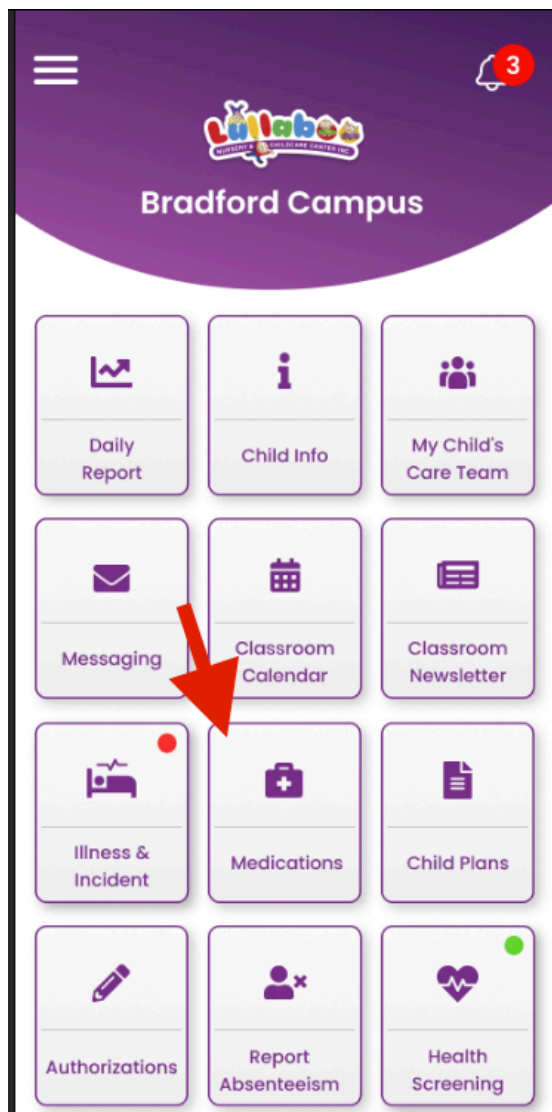 3
Lullaboo
NURSERY & CHILDCARE CENTER INC
Bradford Campus
Daily
Report
Child Info
My Child's
Care Team
Messaging
Classroom
Calendar
Classroom
Newsletter
Illness &
Incident
Medications
Child Plans
Authorizations
Report
Absenteeism
Health
Screening